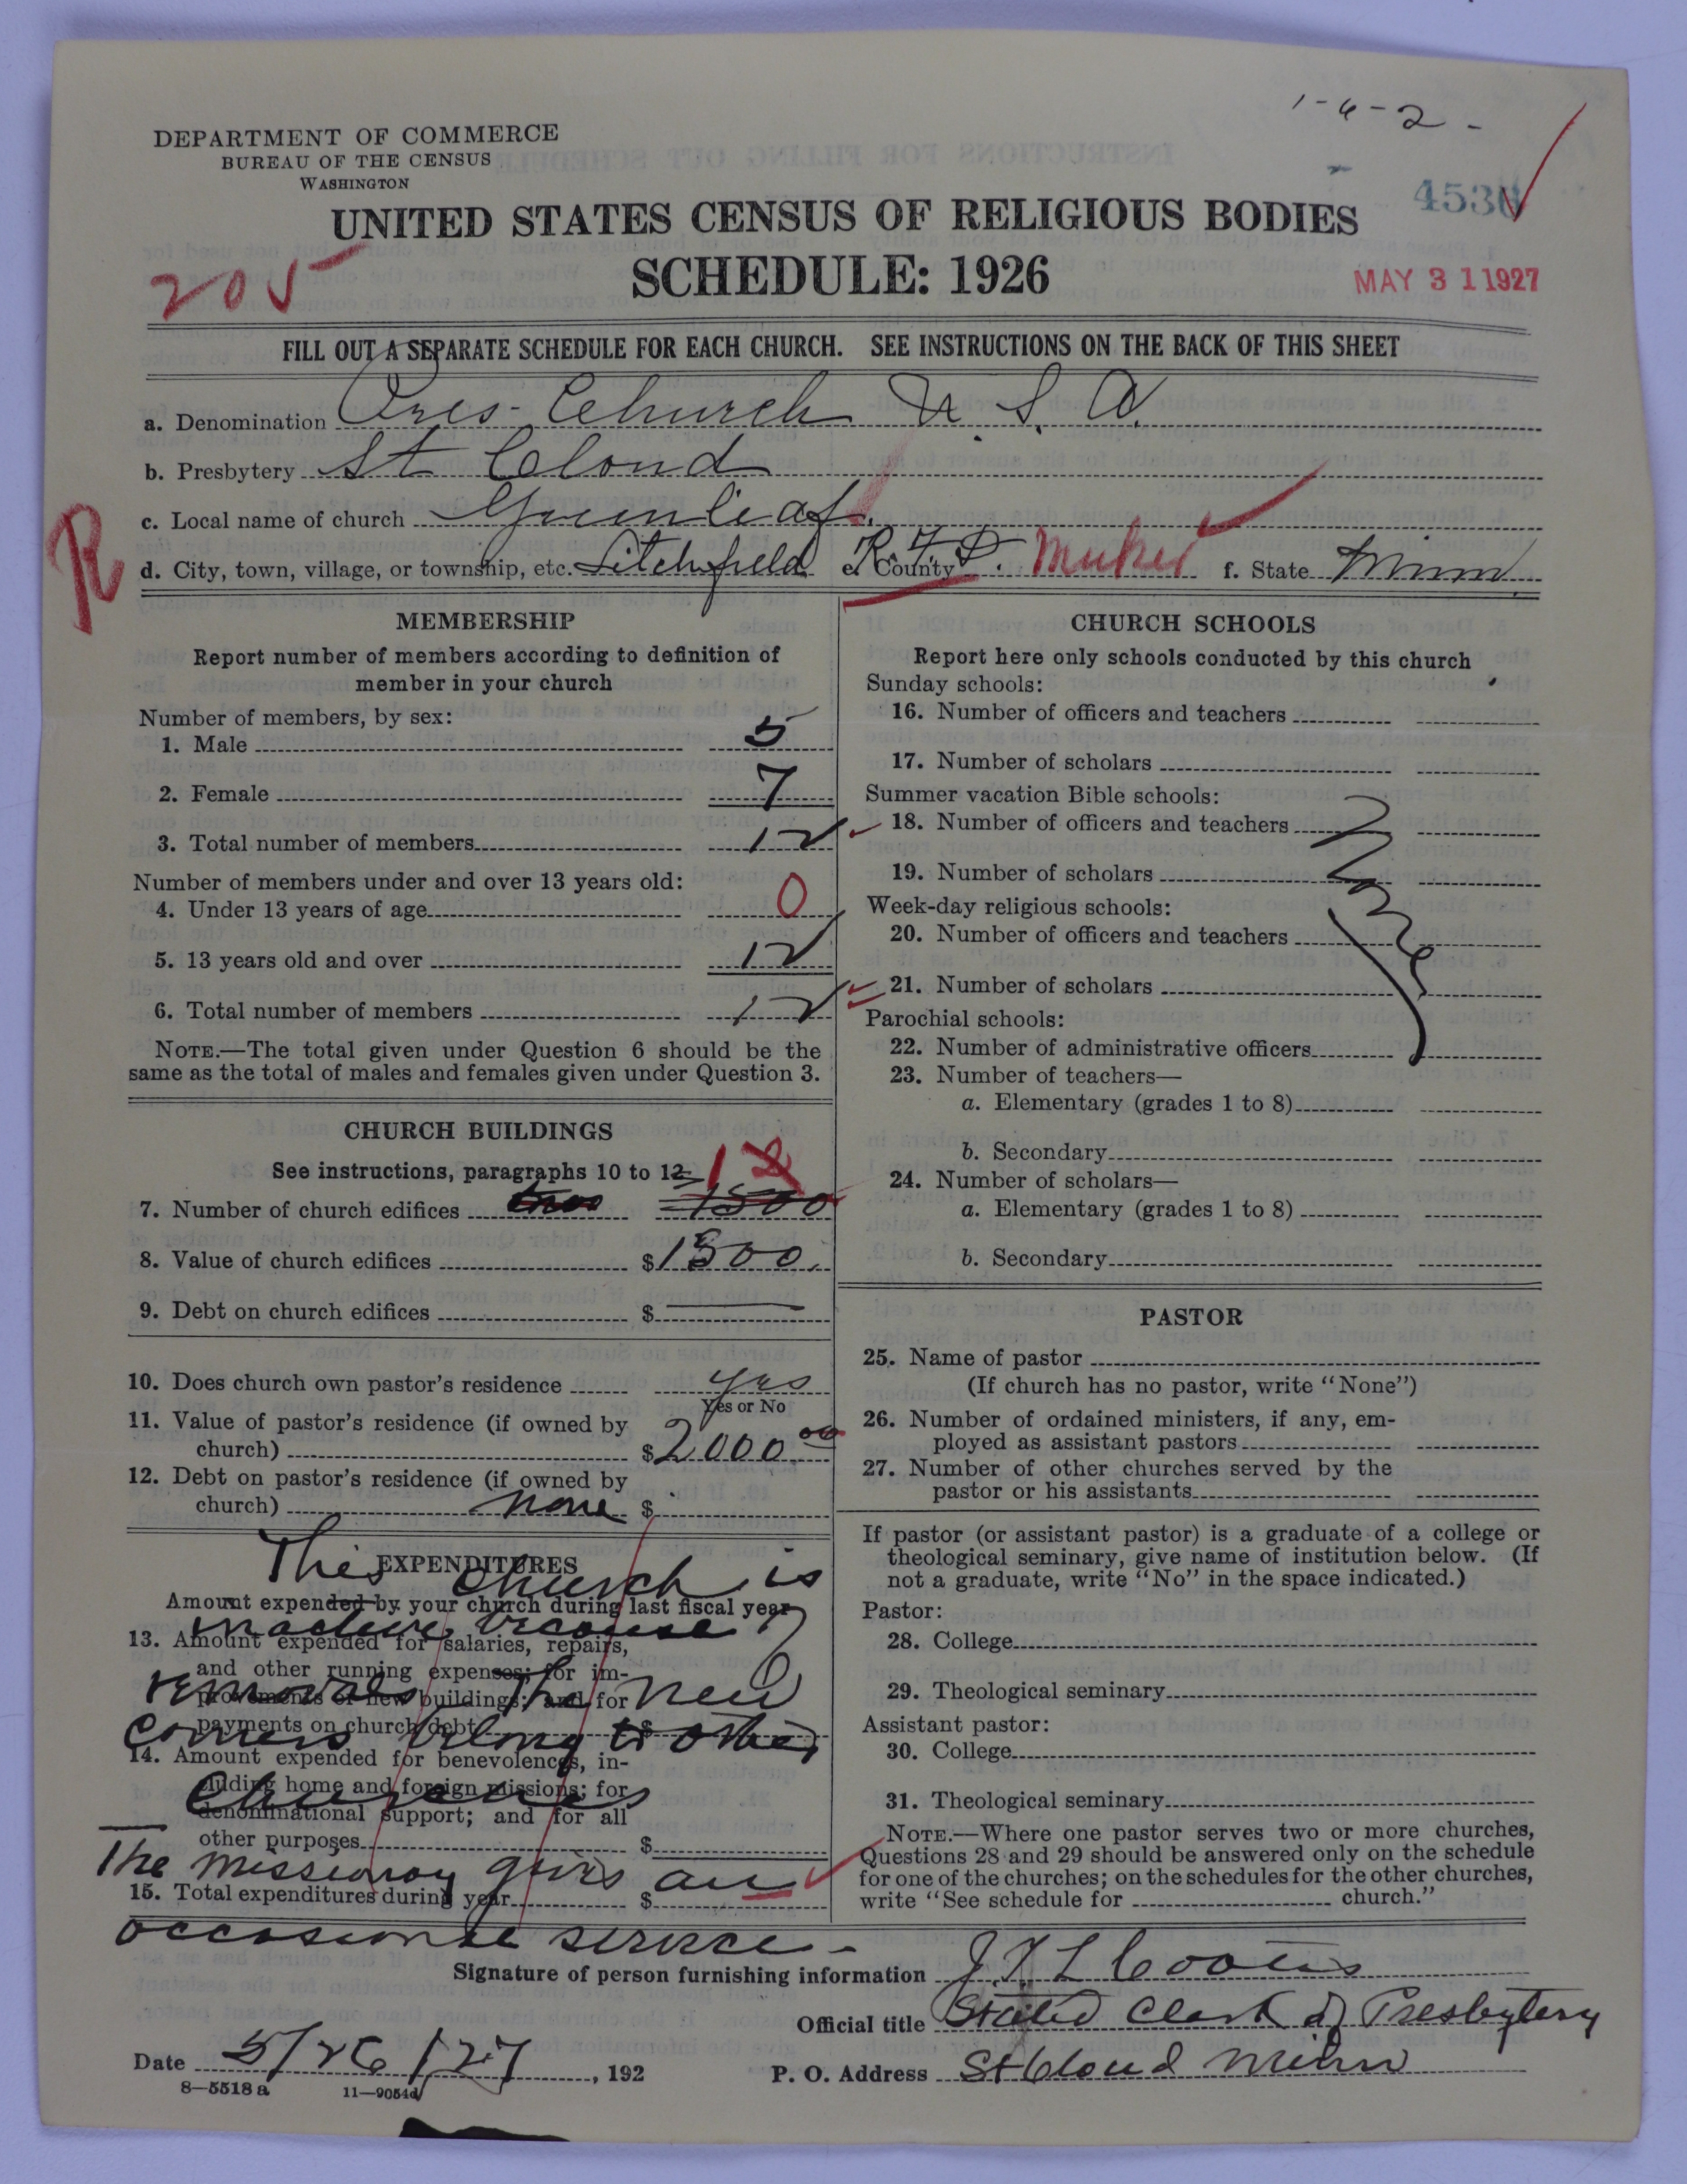 1-6-2-
DEPARTMENT OF COMMERCE
BUREAU OF THE CENSUS
WASHINGTON
UNITED STATES CENSUS OF RELIGIOUS BODIES
SCHEDULE: 1926
205
MAY 31 1927
FILL OUT A SEPARATE SCHEDULE FOR EACH CHURCH. SEE INSTRUCTIONS ON THE BACK OF THIS SHEET
a. Denomination Pres- Church U. S. A.
b. Presbytery St Cloud
c. Local name of church Greenleaf.
d. City, town, village, or township, etc. Litchfield R.F.D. e. County Meeker f. State Minn
R
MEMBERSHIP
Report number of members according to definition of
member in your church
Number of members, by sex:
1. Male 5
2. Female 7
3. Total number of members 12
Number of members under and over 13 years old:
4. Under 13 years of age 0
5. 13 years old and over 12
6. Total number of members 12
NOTE.—The total given under Question 6 should be the
same as the total of males and females given under Question 3.
CHURCH BUILDINGS
See instructions, paragraphs 10 to 12
7. Number of church edifices 1 1500
8. Value of church edifices $1500.
9. Debt on church edifices $ —
10. Does church own pastor's residence yes
Yes or No
11. Value of pastor's residence (if owned by
church) $2000.00
12. Debt on pastor's residence (if owned by
church) none $
EXPENDITURES
Amount expended by your church during last fiscal year
13. Amount expended for salaries, repairs,
and other running expenses; for im-
provements or new buildings; and for
payments on church debt $
14. Amount expended for benevolences, in-
cluding home and foreign missions; for
denominational support; and for all
other purposes $
15. Total expenditures during year $
This church is
inactive because of
removals The new
comers belong to other
Churches
The missionary gives an
occasional service -
CHURCH SCHOOLS
Report here only schools conducted by this church
Sunday schools:
16. Number of officers and teachers
17. Number of scholars
Summer vacation Bible schools:
18. Number of officers and teachers
19. Number of scholars
Week-day religious schools:
20. Number of officers and teachers
21. Number of scholars
Parochial schools:
22. Number of administrative officers
23. Number of teachers—
a. Elementary (grades 1 to 8)
b. Secondary
24. Number of scholars—
a. Elementary (grades 1 to 8)
b. Secondary
None
PASTOR
25. Name of pastor
(If church has no pastor, write "None")
26. Number of ordained ministers, if any, em-
ployed as assistant pastors
27. Number of other churches served by the
pastor or his assistants
If pastor (or assistant pastor) is a graduate of a college or
theological seminary, give name of institution below. (If
not a graduate, write "No" in the space indicated.)
Pastor:
28. College
29. Theological seminary
Assistant pastor:
30. College
31. Theological seminary
NOTE.—Where one pastor serves two or more churches,
Questions 28 and 29 should be answered only on the schedule
for one of the churches; on the schedules for the other churches,
write "See schedule for church."
Signature of person furnishing information
Official title Stated Clerk of Presbytery
Date 5/26/27, 192
P. O. Address St Cloud Minn
8—5518 a 11—9054d